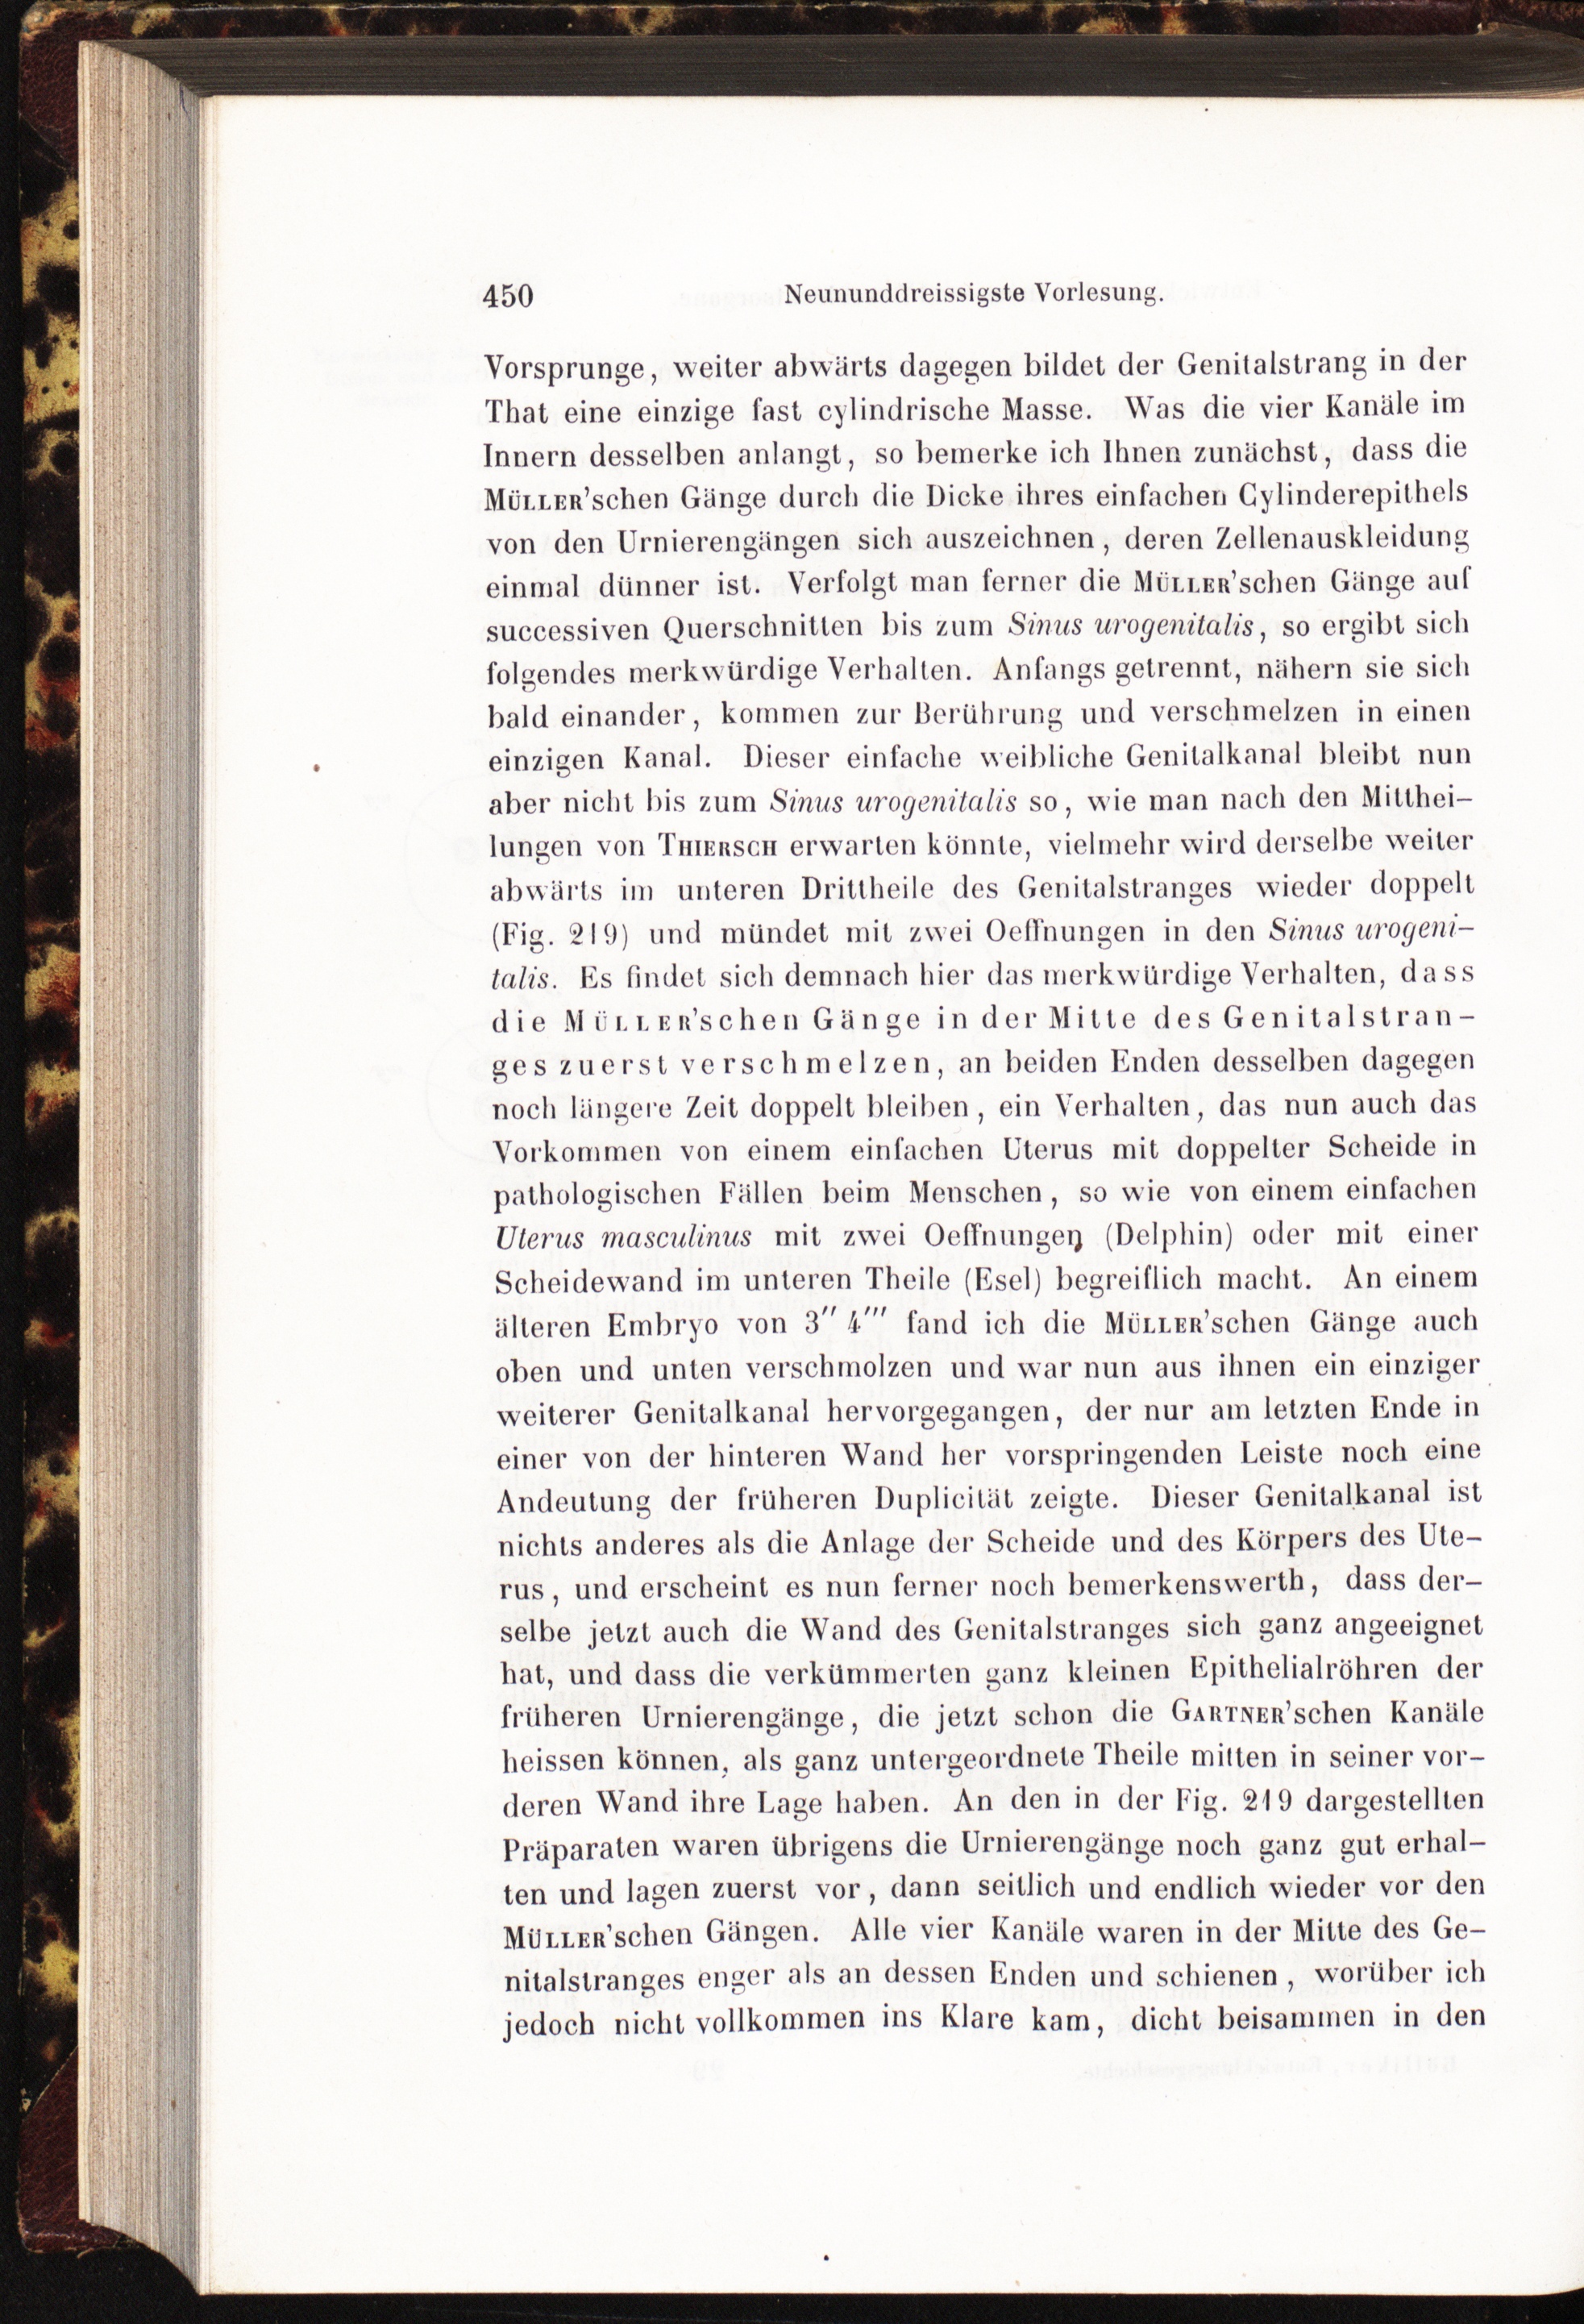 450 Neununddreissigste Vorlesung.
Vorsprunge, weiter abwärts dagegen bildet der Genitalstrang in der
That eine einzige fast cylindrische Masse. Was die vier Kanäle im
Innern desselben anlangt, so bemerke ich Ihnen zunächst, dass die
MÜLLER'schen Gänge durch die Dicke ihres einfachen Cylinderepithels
von den Urnierengängen sich auszeichnen, deren Zellenauskleidung
einmal dünner ist. Verfolgt man ferner die MÜLLER'schen Gänge auf
successiven Querschnitten bis zum Sinus urogenitalis, so ergibt sich
folgendes merkwürdige Verhalten. Anfangs getrennt, nähern sie sich
bald einander, kommen zur Berührung und verschmelzen in einen
einzigen Kanal. Dieser einfache weibliche Genitalkanal bleibt nun
aber nicht bis zum Sinus urogenitalis so, wie man nach den Mitthei-
lungen von THIERSCH erwarten könnte, vielmehr wird derselbe weiter
abwärts im unteren Drittheile des Genitalstranges wieder doppelt
(Fig. 219) und mündet mit zwei Oeffnungen in den Sinus urogeni-
talis. Es findet sich demnach hier das merkwürdige Verhalten, dass
die MÜLLER'schen Gänge in der Mitte des Genitalstran-
ges zuerst verschmelzen, an beiden Enden desselben dagegen
noch längere Zeit doppelt bleiben, ein Verhalten, das nun auch das
Vorkommen von einem einfachen Uterus mit doppelter Scheide in
pathologischen Fällen beim Menschen, so wie von einem einfachen
Uterus masculinus mit zwei Oeffnungen (Delphin) oder mit einer
Scheidewand im unteren Theile (Esel) begreiflich macht. An einem
älteren Embryo von 3″ 4‴ fand ich die MÜLLER'schen Gänge auch
oben und unten verschmolzen und war nun aus ihnen ein einziger
weiterer Genitalkanal hervorgegangen, der nur am letzten Ende in
einer von der hinteren Wand her vorspringenden Leiste noch eine
Andeutung der früheren Duplicität zeigte. Dieser Genitalkanal ist
nichts anderes als die Anlage der Scheide und des Körpers des Ute-
rus, und erscheint es nun ferner noch bemerkenswerth, dass der-
selbe jetzt auch die Wand des Genitalstranges sich ganz angeeignet
hat, und dass die verkümmerten ganz kleinen Epithelialröhren der
früheren Urnierengänge, die jetzt schon die GARTNER'schen Kanäle
heissen können, als ganz untergeordnete Theile mitten in seiner vor-
deren Wand ihre Lage haben. An den in der Fig. 219 dargestellten
Präparaten waren übrigens die Urnierengänge noch ganz gut erhal-
ten und lagen zuerst vor, dann seitlich und endlich wieder vor den
MÜLLER'schen Gängen. Alle vier Kanäle waren in der Mitte des Ge-
nitalstranges enger als an dessen Enden und schienen, worüber ich
jedoch nicht vollkommen ins Klare kam, dicht beisammen in den